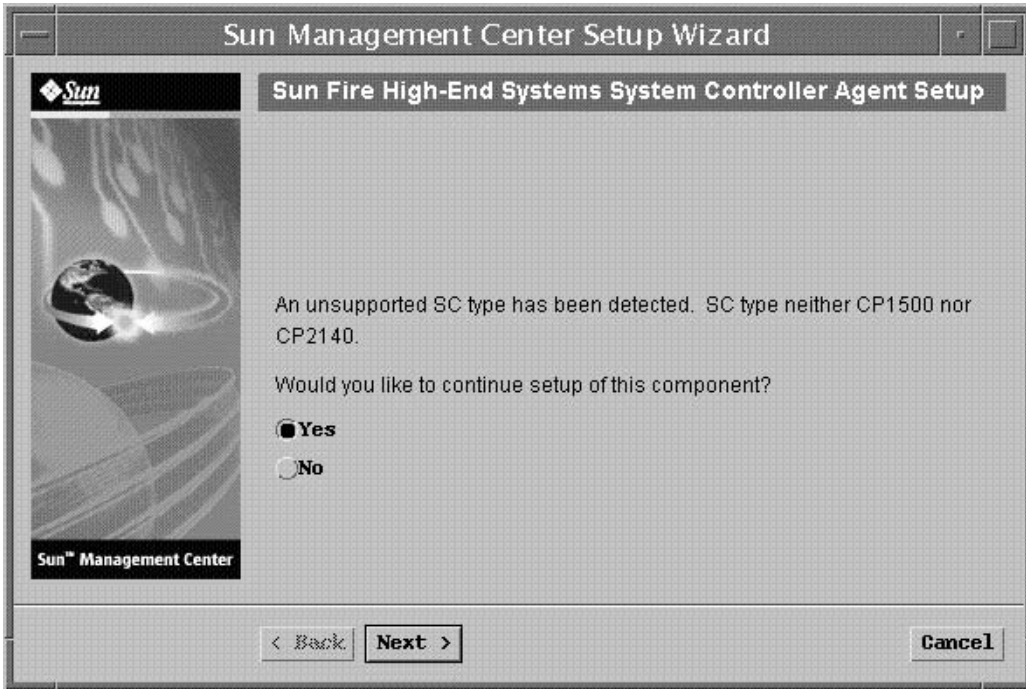 Sun Management Center Setup Wizard
Sun
Sun Fire High-End Systems System Controller Agent Setup
An unsupported SC type has been detected. SC type neither CP1500 nor
CP2140.
Would you like to continue setup of this component?
Yes
No
Sun™ Management Center
< Back
Next >
Cancel